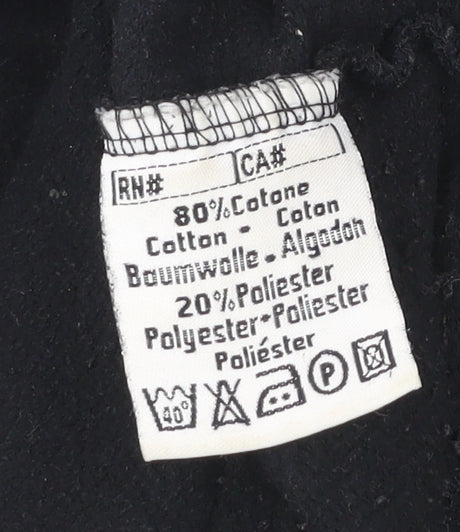 RN# CA#
80%Cotone
Cotton - Coton
Baumwolle - Algodon
20%Poliester
Polyester-Poliester
Poliéster
40° P